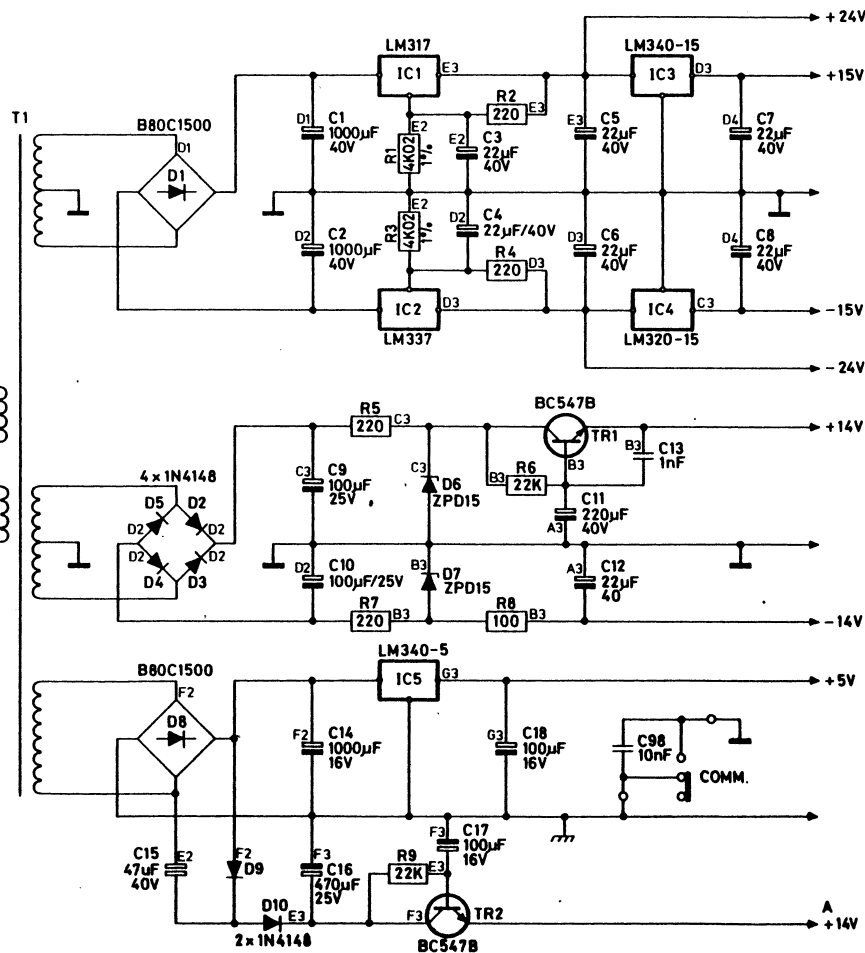 +24V
LM317
LM340-15
IC1
E3
IC3
D3
+15V
T1
B80C1500
D1
D1
D1
C1
1000µF
40V
E2
R1
4K02
1%
E2
C3
22µF
40V
R2
220
E3
E3
C5
22µF
40V
D4
C7
22µF
40V
D2
C2
1000µF
40V
E2
R3
4K02
1%
D2
C4
22µF/40V
R4
220
D3
D3
C6
22µF
40V
D4
C8
22µF
40V
IC2
D3
IC4
C3
-15V
LM337
LM320-15
-24V
BC547B
R5
220
C3
TR1
+14V
4x1N4148
D5
D2
D2
D2
D2
D2
D4
D3
C3
C9
100µF
25V
C3
D6
ZPD15
B3
R6
22K
B3
B3
C13
1nF
C11
220µF
40V
A3
D2
C10
100µF/25V
B3
D7
ZPD15
A3
C12
22µF
40
R7
220
B3
R8
100
B3
-14V
LM340-5
IC5
G3
+5V
B80C1500
F2
D8
F2
C14
1000µF
16V
G3
C18
100µF
16V
C98
10nF
COMM.
C15
47uF
40V
E2
F2
D9
F3
C16
470µF
25V
R9
22K
E3
F3
C17
100µF
16V
D10
E3
2x1N4148
F3
TR2
BC547B
A
+14V